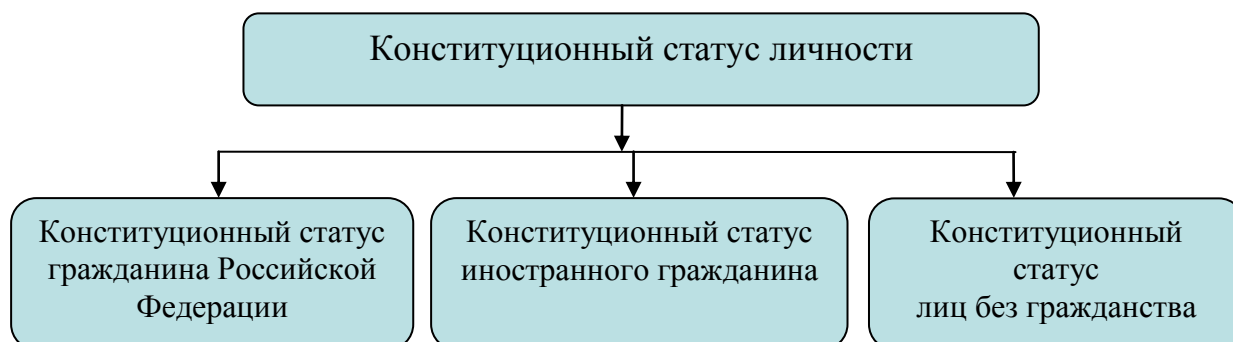 Конституционный статус личности
Конституционный статус
гражданина Российской
Федерации
Конституционный статус
иностранного гражданина
Конституционный
статус
лиц без гражданства